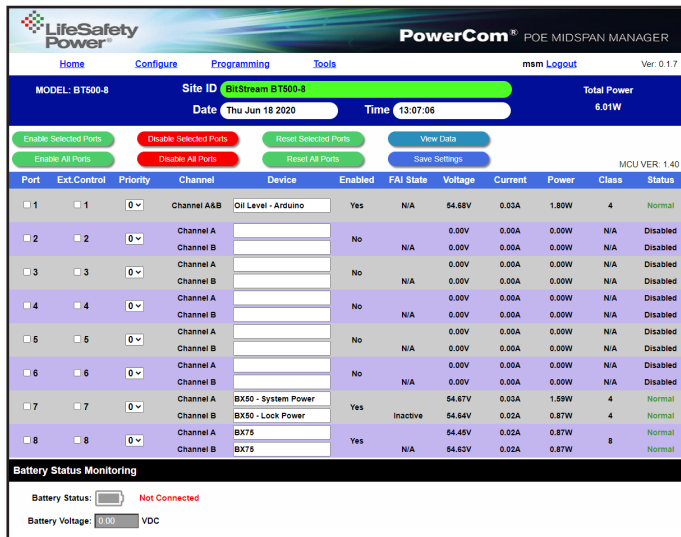 LifeSafety
Power®
PowerCom® POE MIDSPAN MANAGER
Home Configure Programming Tools msm Logout Ver: 0.1.7
MODEL: BT500-8 Site ID BitStream BT500-8 Total Power
Date Thu Jun 18 2020 Time 13:07:06 6.01W
Enable Selected Ports Disable Selected Ports Reset Selected Ports View Data
Enable All Ports Disable All Ports Reset All Ports Save Settings MCU VER: 1.40
Port Ext.Control Priority Channel Device Enabled FAI State Voltage Current Power Class Status
1 1 0 Channel A&B Oil Level - Arduino Yes N/A 54.68V 0.03A 1.80W 4 Normal
Channel A 0.00V 0.00A 0.00W N/A Disabled
2 2 0 No
Channel B N/A 0.00V 0.00A 0.00W N/A Disabled
Channel A 0.00V 0.00A 0.00W N/A Disabled
3 3 0 No
Channel B N/A 0.00V 0.00A 0.00W N/A Disabled
Channel A 0.00V 0.00A 0.00W N/A Disabled
4 4 0 No
Channel B N/A 0.00V 0.00A 0.00W N/A Disabled
Channel A 0.00V 0.00A 0.00W N/A Disabled
5 5 0 No
Channel B N/A 0.00V 0.00A 0.00W N/A Disabled
Channel A 0.00V 0.00A 0.00W N/A Disabled
6 6 0 No
Channel B N/A 0.00V 0.00A 0.00W N/A Disabled
Channel A BX50 - System Power 54.67V 0.03A 1.59W 4 Normal
7 7 0 Yes
Channel B BX50 - Lock Power Inactive 54.64V 0.02A 0.87W 4 Normal
Channel A BX75 54.45V 0.02A 0.87W Normal
8 8 0 Yes 8
Channel B BX75 N/A 54.63V 0.02A 0.87W Normal
Battery Status Monitoring
Battery Status: Not Connected
Battery Voltage: 0.00 VDC